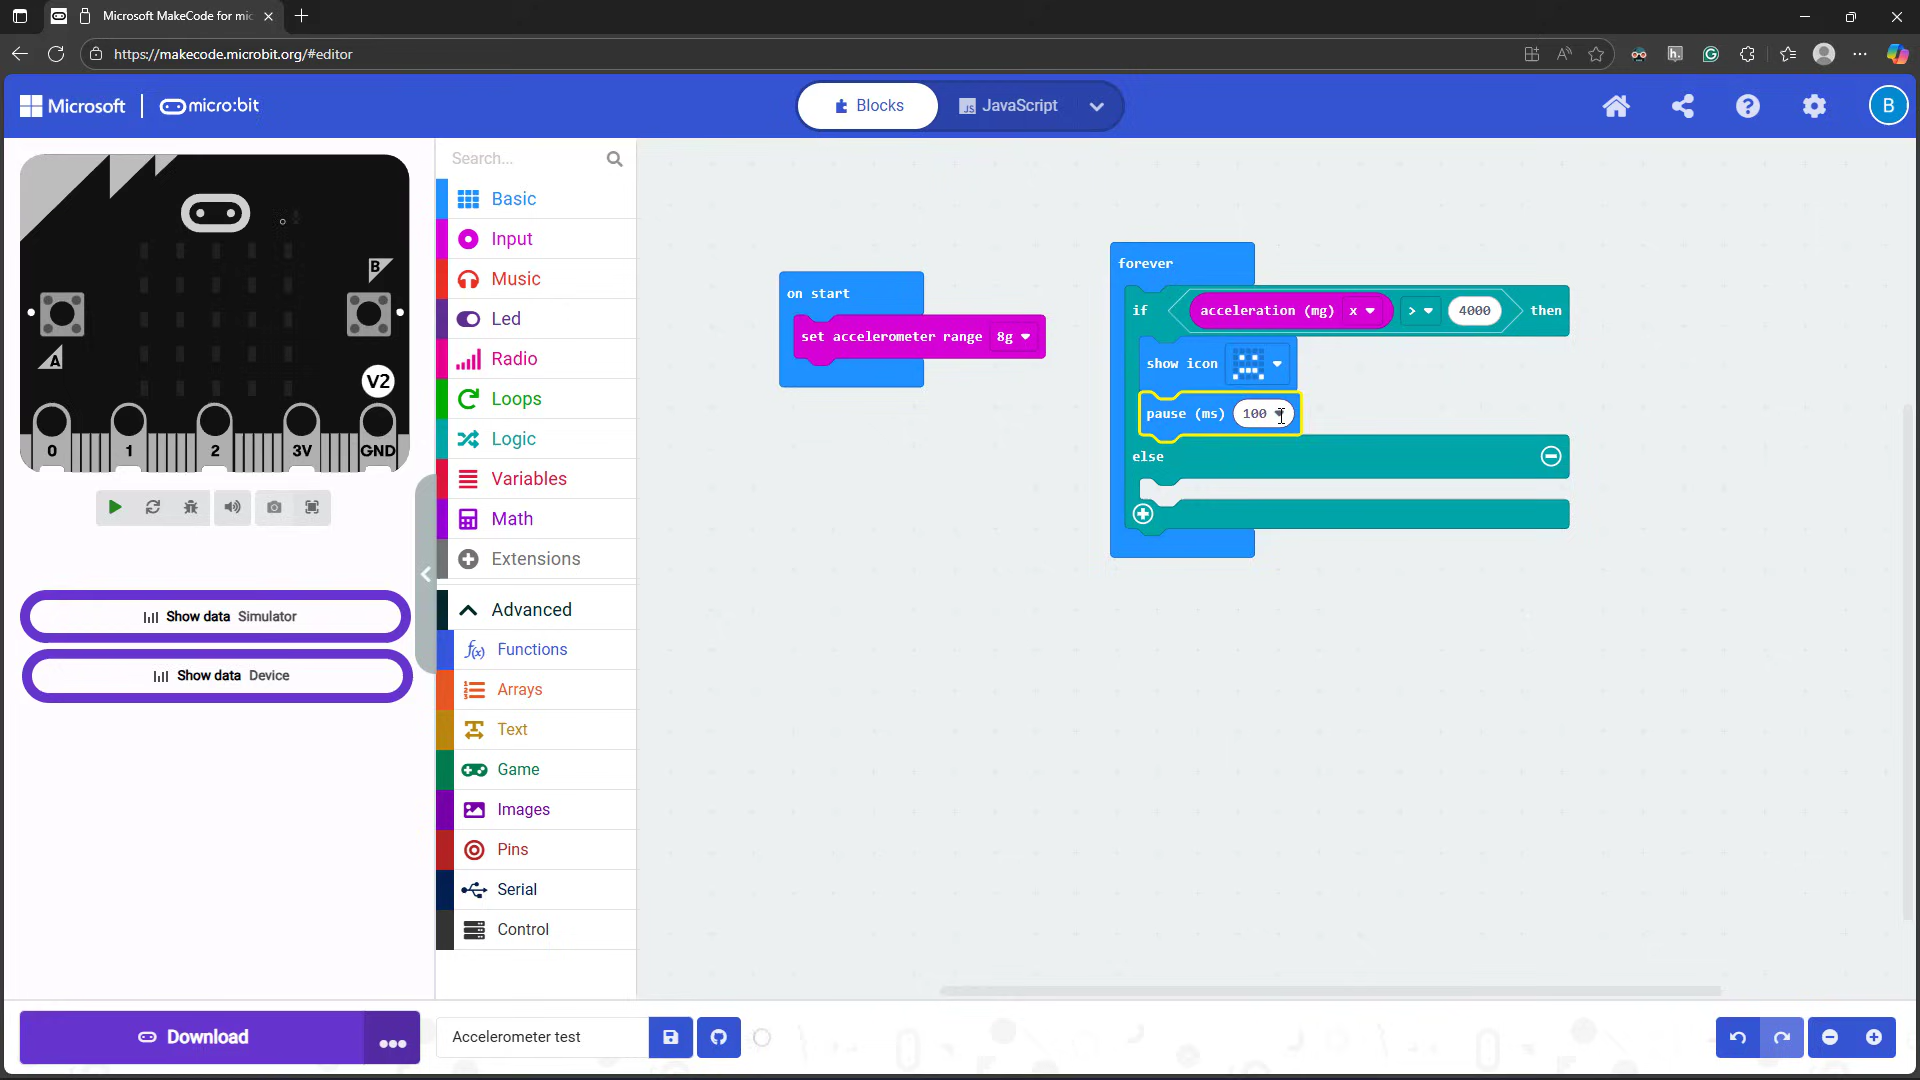 Microsoft MakeCode for mic
https://makecode.microbit.org/#editor
Microsoft
micro:bit
Blocks
JS
JavaScript
B
B
A
V2
0
1
2
3V
GND
Show data Simulator
Show data Device
Search...
Basic
Input
Music
Led
Radio
Loops
Logic
Variables
Math
Extensions
Advanced
f(x) Functions
Arrays
Text
Game
Images
Pins
Serial
Control
on start
set accelerometer range 8g
forever
if acceleration (mg) x > 4000 then
show icon
pause (ms) 100
else
Download
Accelerometer test